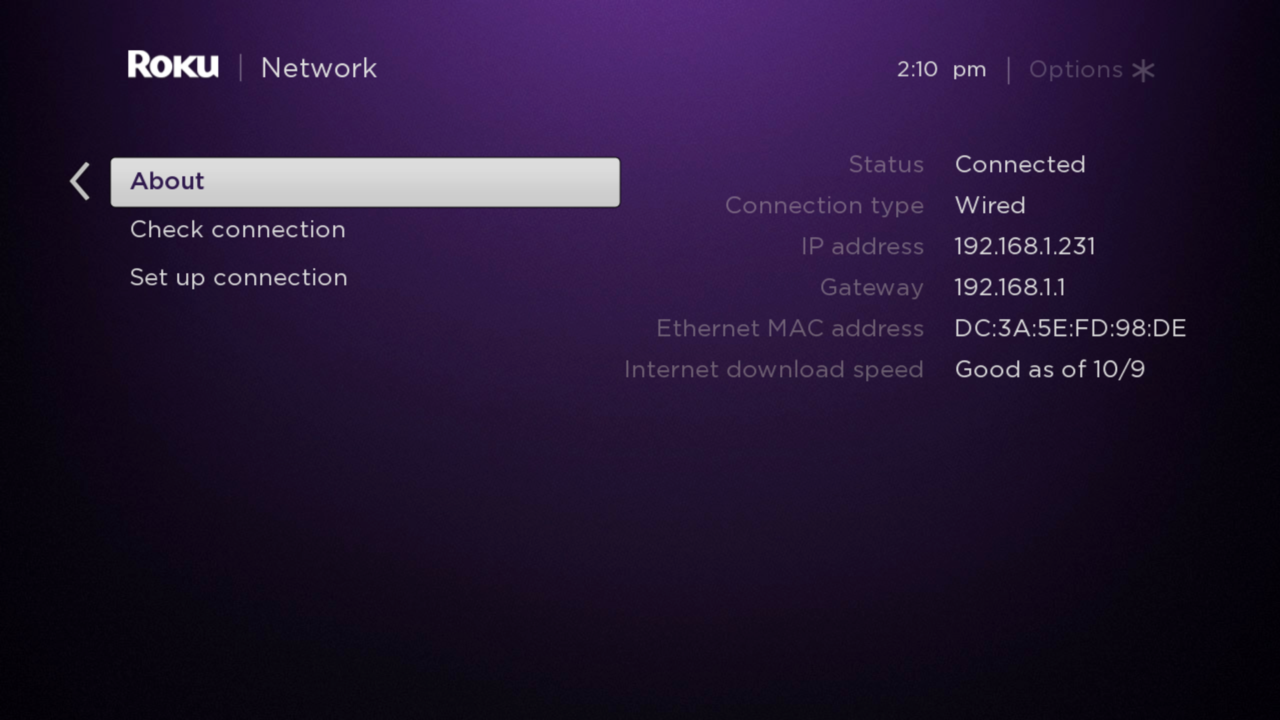 Roku | Network
2:10 pm | Options
About
Check connection
Set up connection
Status Connected
Connection type Wired
IP address 192.168.1.231
Gateway 192.168.1.1
Ethernet MAC address DC:3A:5E:FD:98:DE
Internet download speed Good as of 10/9